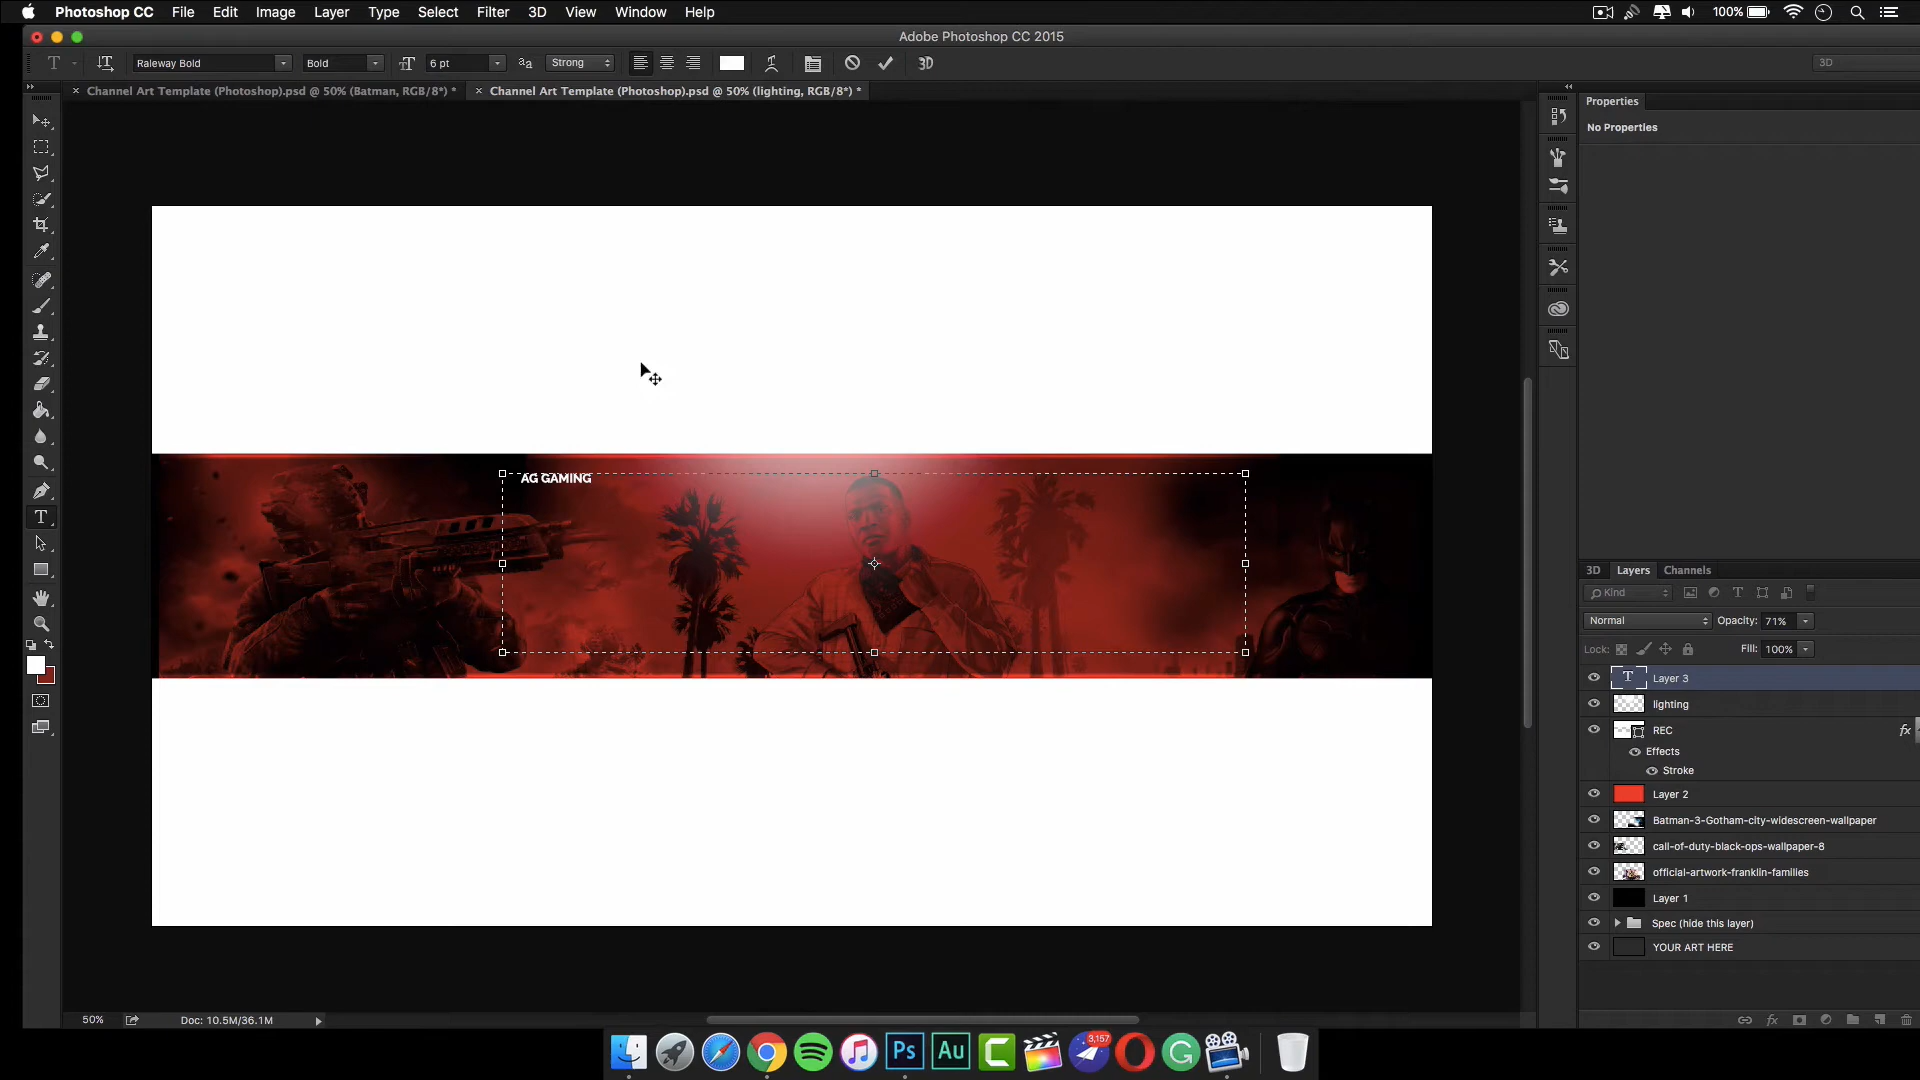 Photoshop CC File Edit Image Layer Type Select Filter 3D View Window Help 100%
Adobe Photoshop CC 2015
T Raleway Bold Bold 6 pt Strong 3D 3D
Channel Art Template (Photoshop).psd @ 50% (Batman, RGB/8*) * Channel Art Template (Photoshop).psd @ 50% (lighting, RGB/8*) *
Properties
No Properties
AG GAMING
3D Layers Channels
Kind
Normal Opacity: 71%
Lock: Fill: 100%
T Layer 3
lighting
REC fx
Effects
Stroke
Layer 2
Batman-3-Gotham-city-widescreen-wallpaper
call-of-duty-black-ops-wallpaper-8
official-artwork-franklin-families
Layer 1
Spec (hide this layer)
YOUR ART HERE
50% Doc: 10.5M/36.1M
fx
Ps Au C 3,157 G